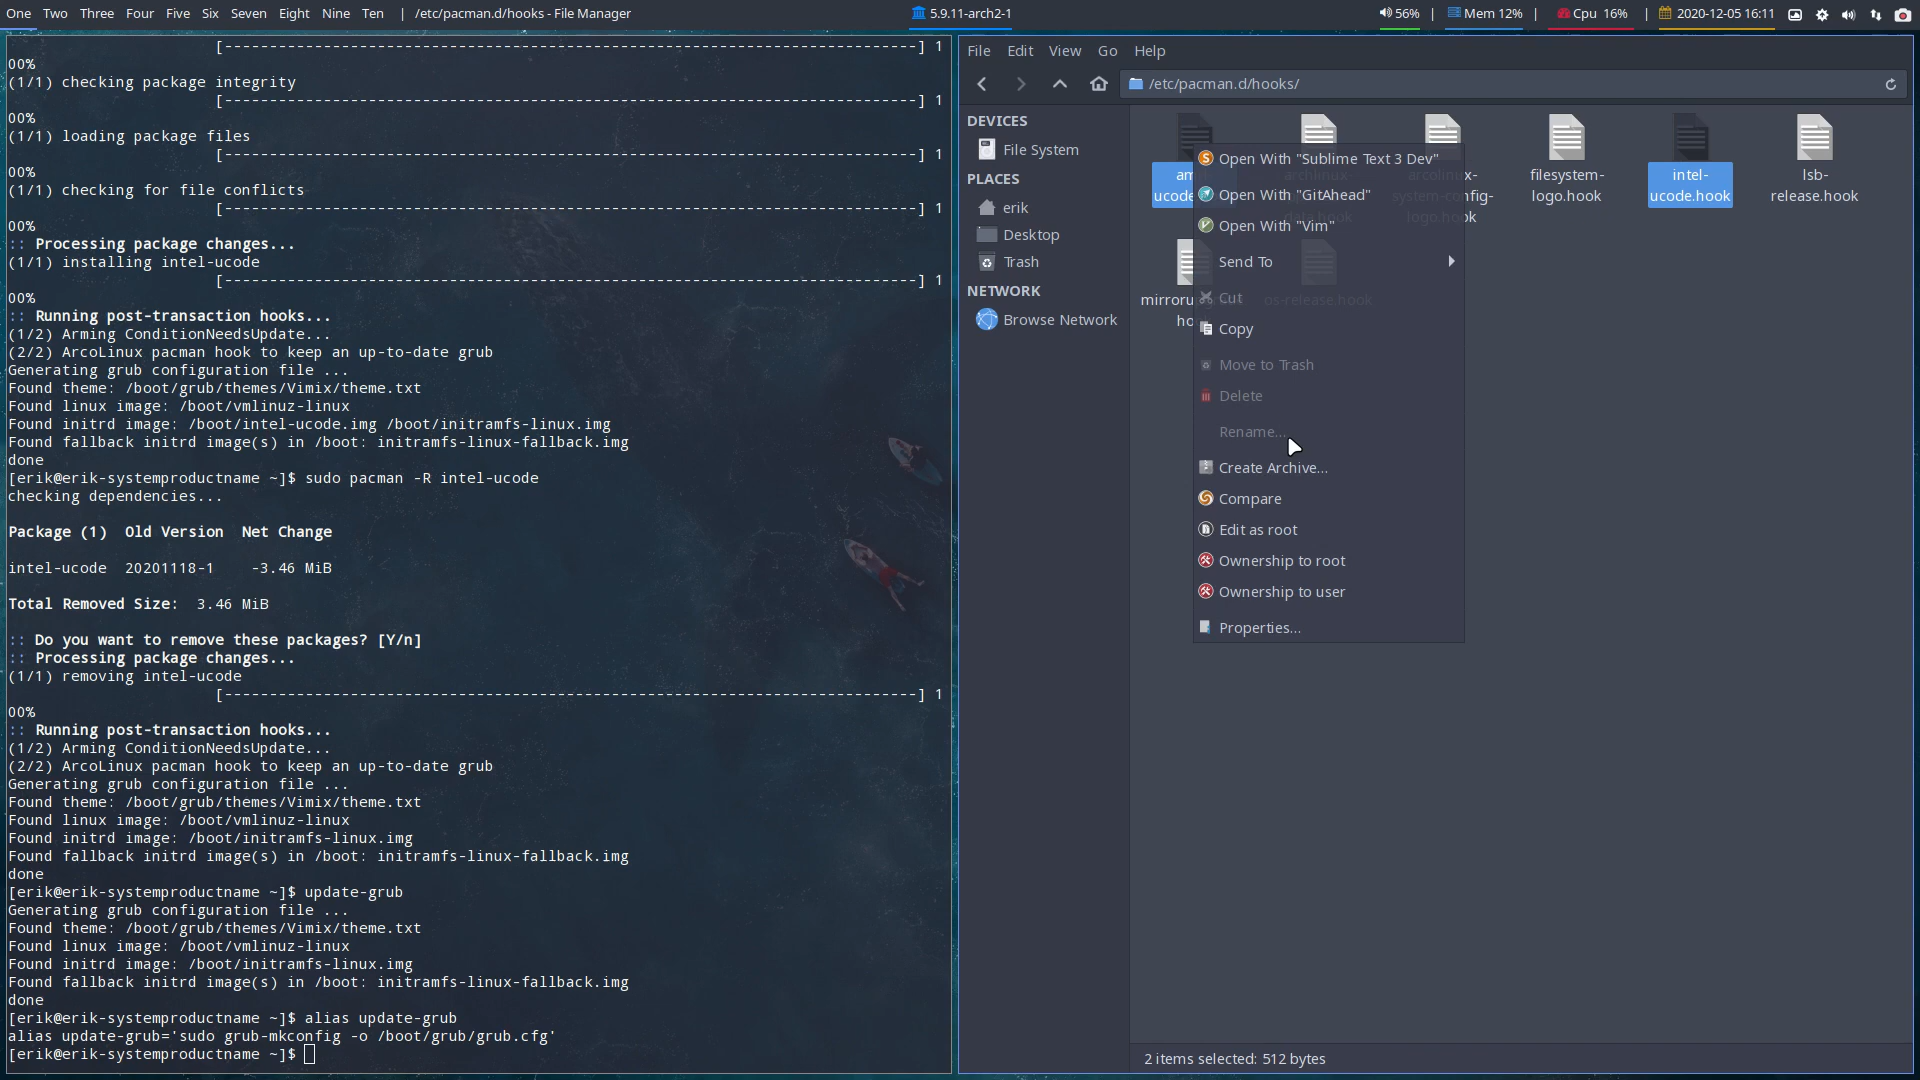 One Two Three Four Five Six Seven Eight Nine Ten | /etc/pacman.d/hooks - File Manager 5.9.11-arch2-1 56% | Mem 12% | Cpu 16% | 2020-12-05 16:11
[-----------------------------------------------------------------------------] 1
00%
(1/1) checking package integrity
[-----------------------------------------------------------------------------] 1
00%
(1/1) loading package files
[-----------------------------------------------------------------------------] 1
00%
(1/1) checking for file conflicts
[-----------------------------------------------------------------------------] 1
00%
:: Processing package changes...
(1/1) installing intel-ucode
[-----------------------------------------------------------------------------] 1
00%
:: Running post-transaction hooks...
(1/2) Arming ConditionNeedsUpdate...
(2/2) ArcoLinux pacman hook to keep an up-to-date grub
Generating grub configuration file ...
Found theme: /boot/grub/themes/Vimix/theme.txt
Found linux image: /boot/vmlinuz-linux
Found initrd image: /boot/intel-ucode.img /boot/initramfs-linux.img
Found fallback initrd image(s) in /boot: initramfs-linux-fallback.img
done
[erik@erik-systemproductname ~]$ sudo pacman -R intel-ucode
checking dependencies...
Package (1) Old Version Net Change
intel-ucode 20201118-1 -3.46 MiB
Total Removed Size: 3.46 MiB
:: Do you want to remove these packages? [Y/n]
:: Processing package changes...
(1/1) removing intel-ucode
[-----------------------------------------------------------------------------] 1
00%
:: Running post-transaction hooks...
(1/2) Arming ConditionNeedsUpdate...
(2/2) ArcoLinux pacman hook to keep an up-to-date grub
Generating grub configuration file ...
Found theme: /boot/grub/themes/Vimix/theme.txt
Found linux image: /boot/vmlinuz-linux
Found initrd image: /boot/initramfs-linux.img
Found fallback initrd image(s) in /boot: initramfs-linux-fallback.img
done
[erik@erik-systemproductname ~]$ update-grub
Generating grub configuration file ...
Found theme: /boot/grub/themes/Vimix/theme.txt
Found linux image: /boot/vmlinuz-linux
Found initrd image: /boot/initramfs-linux.img
Found fallback initrd image(s) in /boot: initramfs-linux-fallback.img
done
[erik@erik-systemproductname ~]$ alias update-grub
alias update-grub='sudo grub-mkconfig -o /boot/grub/grub.cfg'
[erik@erik-systemproductname ~]$
File Edit View Go Help
/etc/pacman.d/hooks/
DEVICES
File System
PLACES
erik
Desktop
Trash
NETWORK
Browse Network
filesystem-
logo.hook
intel-
ucode.hook
lsb-
release.hook
os-release.hook
Open With "Sublime Text 3 Dev"
Open With "GitAhead"
Open With "Vim"
Send To
Cut
Copy
Move to Trash
Delete
Rename...
Create Archive...
Compare
Edit as root
Ownership to root
Ownership to user
Properties...
2 items selected: 512 bytes